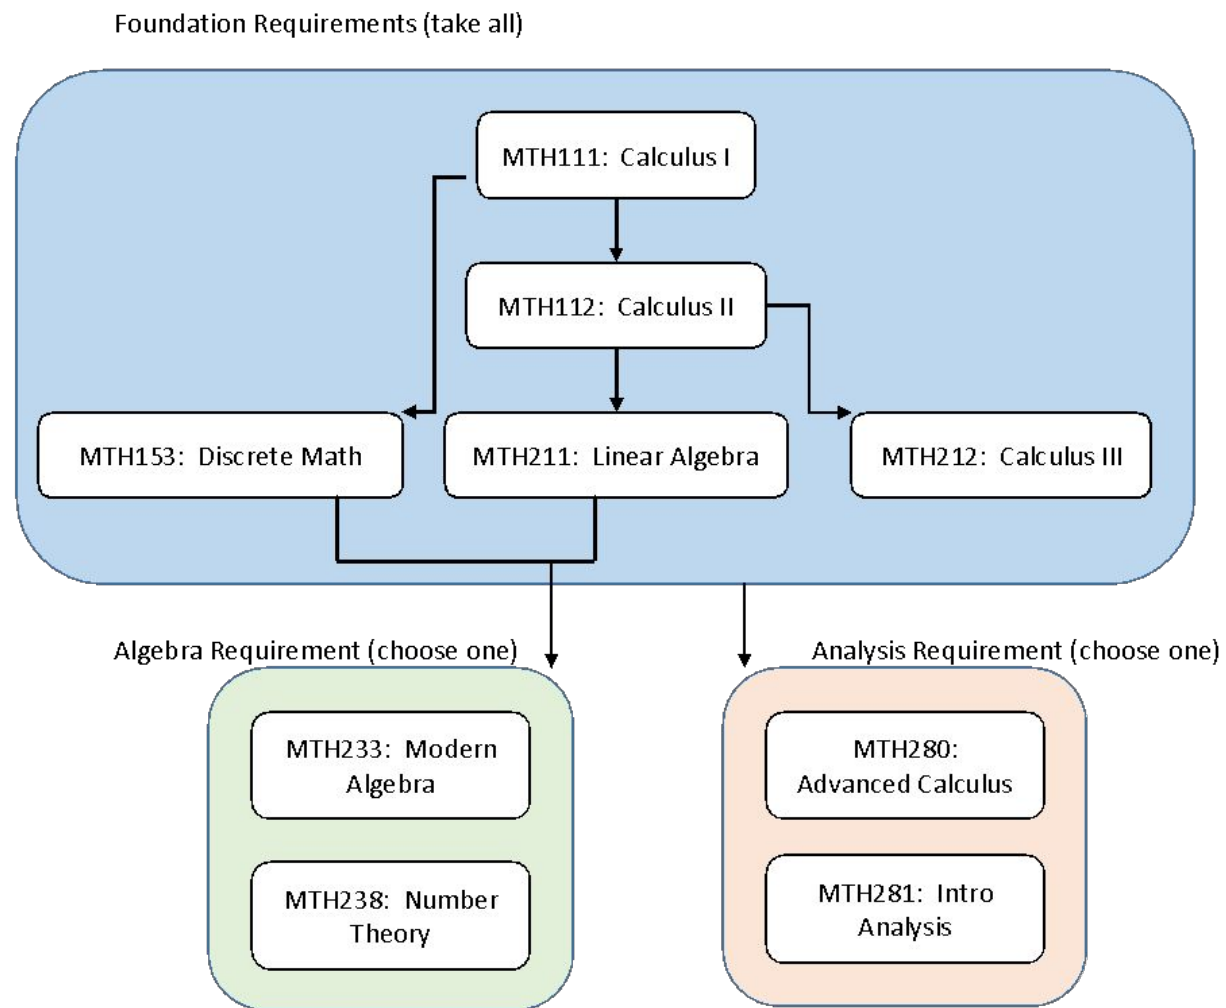 Foundation Requirements (take all)
MTH111: Calculus I
MTH112: Calculus II
MTH153: Discrete Math
MTH211: Linear Algebra
MTH212: Calculus III
Algebra Requirement (choose one)
Analysis Requirement (choose one)
MTH233: Modern
Algebra
MTH280:
Advanced Calculus
MTH238: Number
Theory
MTH281: Intro
Analysis